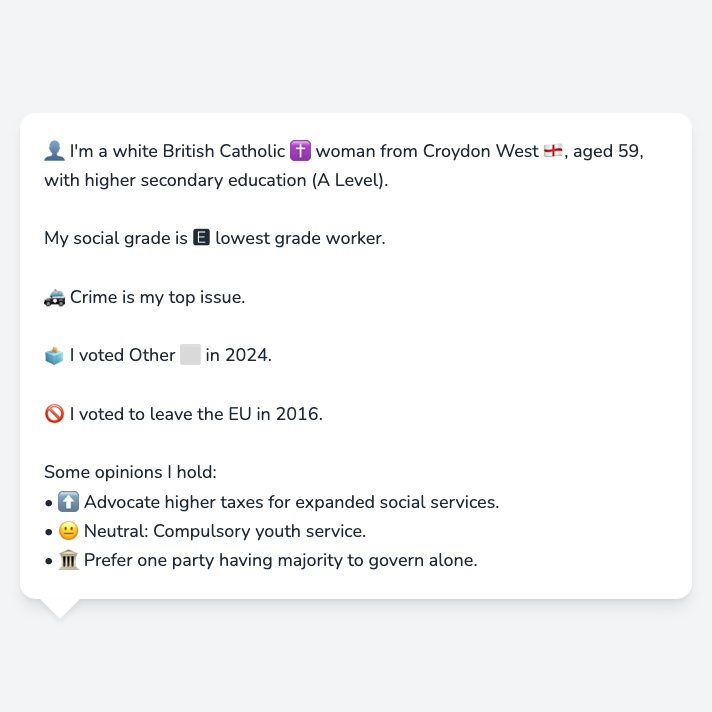 👤 I'm a white British Catholic ✝️ woman from Croydon West 🏴󠁧󠁢󠁥󠁮󠁧󠁿, aged 59,
with higher secondary education (A Level).
My social grade is 🅴 lowest grade worker.
🚓 Crime is my top issue.
🗳️ I voted Other ⬜ in 2024.
🚫 I voted to leave the EU in 2016.
Some opinions I hold:
• ⬆️ Advocate higher taxes for expanded social services.
• 😐 Neutral: Compulsory youth service.
• 🏛️ Prefer one party having majority to govern alone.